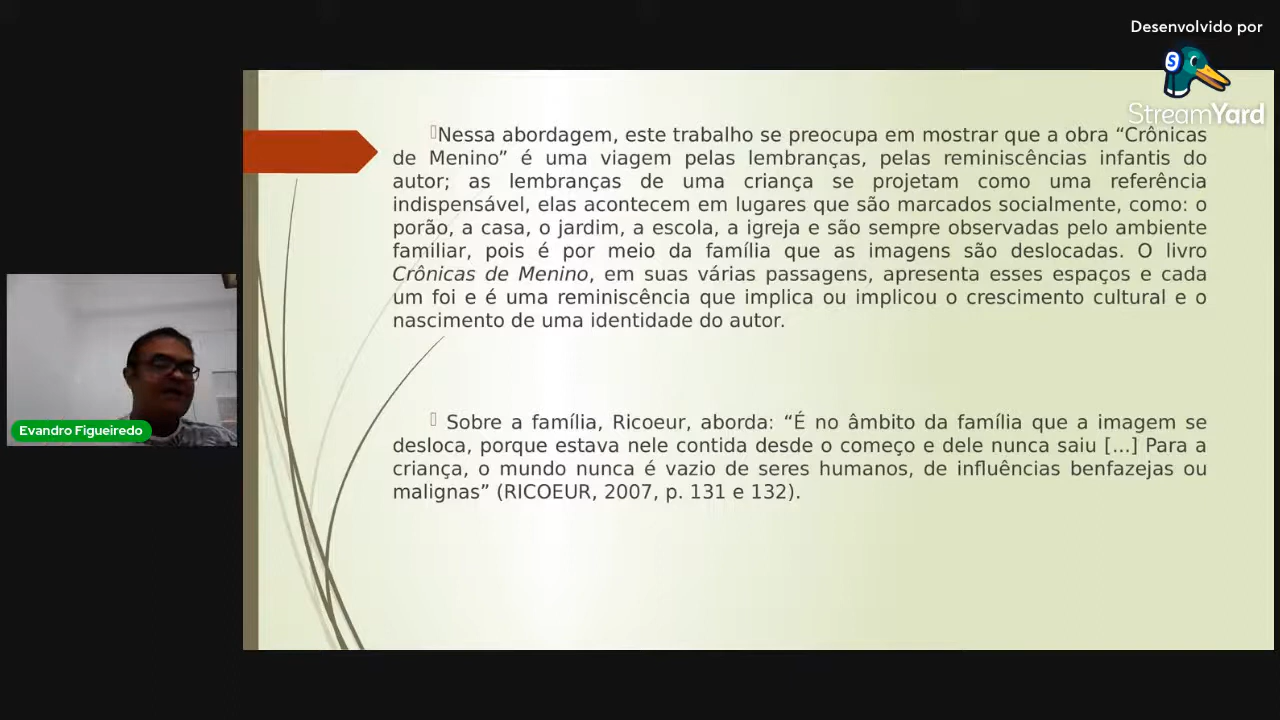 Desenvolvido por
StreamYard
Nessa abordagem, este trabalho se preocupa em mostrar que a obra “Crônicas
de Menino” é uma viagem pelas lembranças, pelas reminiscências infantis do
autor; as lembranças de uma criança se projetam como uma referência
indispensável, elas acontecem em lugares que são marcados socialmente, como: o
porão, a casa, o jardim, a escola, a igreja e são sempre observadas pelo ambiente
familiar, pois é por meio da família que as imagens são deslocadas. O livro
Crônicas de Menino, em suas várias passagens, apresenta esses espaços e cada
um foi e é uma reminiscência que implica ou implicou o crescimento cultural e o
nascimento de uma identidade do autor.
Sobre a família, Ricoeur, aborda: “É no âmbito da família que a imagem se
desloca, porque estava nele contida desde o começo e dele nunca saiu [...] Para a
criança, o mundo nunca é vazio de seres humanos, de influências benfazejas ou
malignas” (RICOEUR, 2007, p. 131 e 132).
Evandro Figueiredo